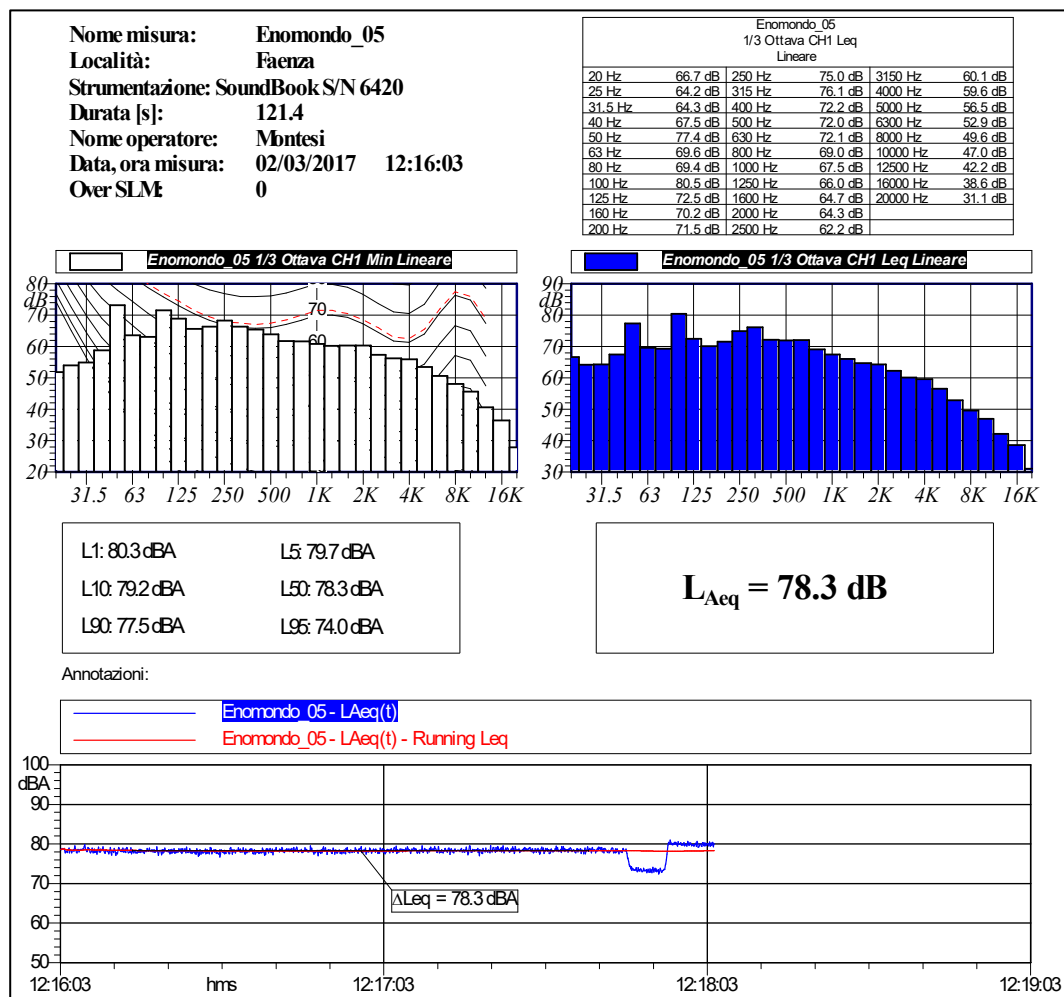 Nome misura: Enomondo_05
Località: Faenza
Strumentazione: SoundBook S/N 6420
Durata [s]: 121.4
Nome operatore: Montesi
Data, ora misura: 02/03/2017 12:16:03
Over SLM: 0
Enomondo_05
1/3 Ottava CH1 Leq
Lineare
20 Hz 66.7 dB 250 Hz 75.0 dB 3150 Hz 60.1 dB
25 Hz 64.2 dB 315 Hz 76.1 dB 4000 Hz 59.6 dB
31.5 Hz 64.3 dB 400 Hz 72.2 dB 5000 Hz 56.5 dB
40 Hz 67.5 dB 500 Hz 72.0 dB 6300 Hz 52.9 dB
50 Hz 77.4 dB 630 Hz 72.1 dB 8000 Hz 49.6 dB
63 Hz 69.6 dB 800 Hz 69.0 dB 10000 Hz 47.0 dB
80 Hz 69.4 dB 1000 Hz 67.5 dB 12500 Hz 42.2 dB
100 Hz 80.5 dB 1250 Hz 66.0 dB 16000 Hz 38.6 dB
125 Hz 72.5 dB 1600 Hz 64.7 dB 20000 Hz 31.1 dB
160 Hz 70.2 dB 2000 Hz 64.3 dB
200 Hz 71.5 dB 2500 Hz 62.2 dB
Enomondo_05 1/3 Ottava CH1 Min Lineare
80
dB
70
60
50
40
30
20
70
60
31.5 63 125 250 500 1K 2K 4K 8K 16K
Enomondo_05 1/3 Ottava CH1 Leq Lineare
90
dB
80
70
60
50
40
30
31.5 63 125 250 500 1K 2K 4K 8K 16K
L1: 80.3 dBA L5: 79.7 dBA
L10: 79.2 dBA L50: 78.3 dBA
L90: 77.5 dBA L95: 74.0 dBA
LAeq = 78.3 dB
Annotazioni:
Enomondo_05 - LAeq(t)
Enomondo_05 - LAeq(t) - Running Leq
100
dBA
90
80
70
60
50
ΔLeq = 78.3 dBA
12:16:03 hms 12:17:03 12:18:03 12:19:03